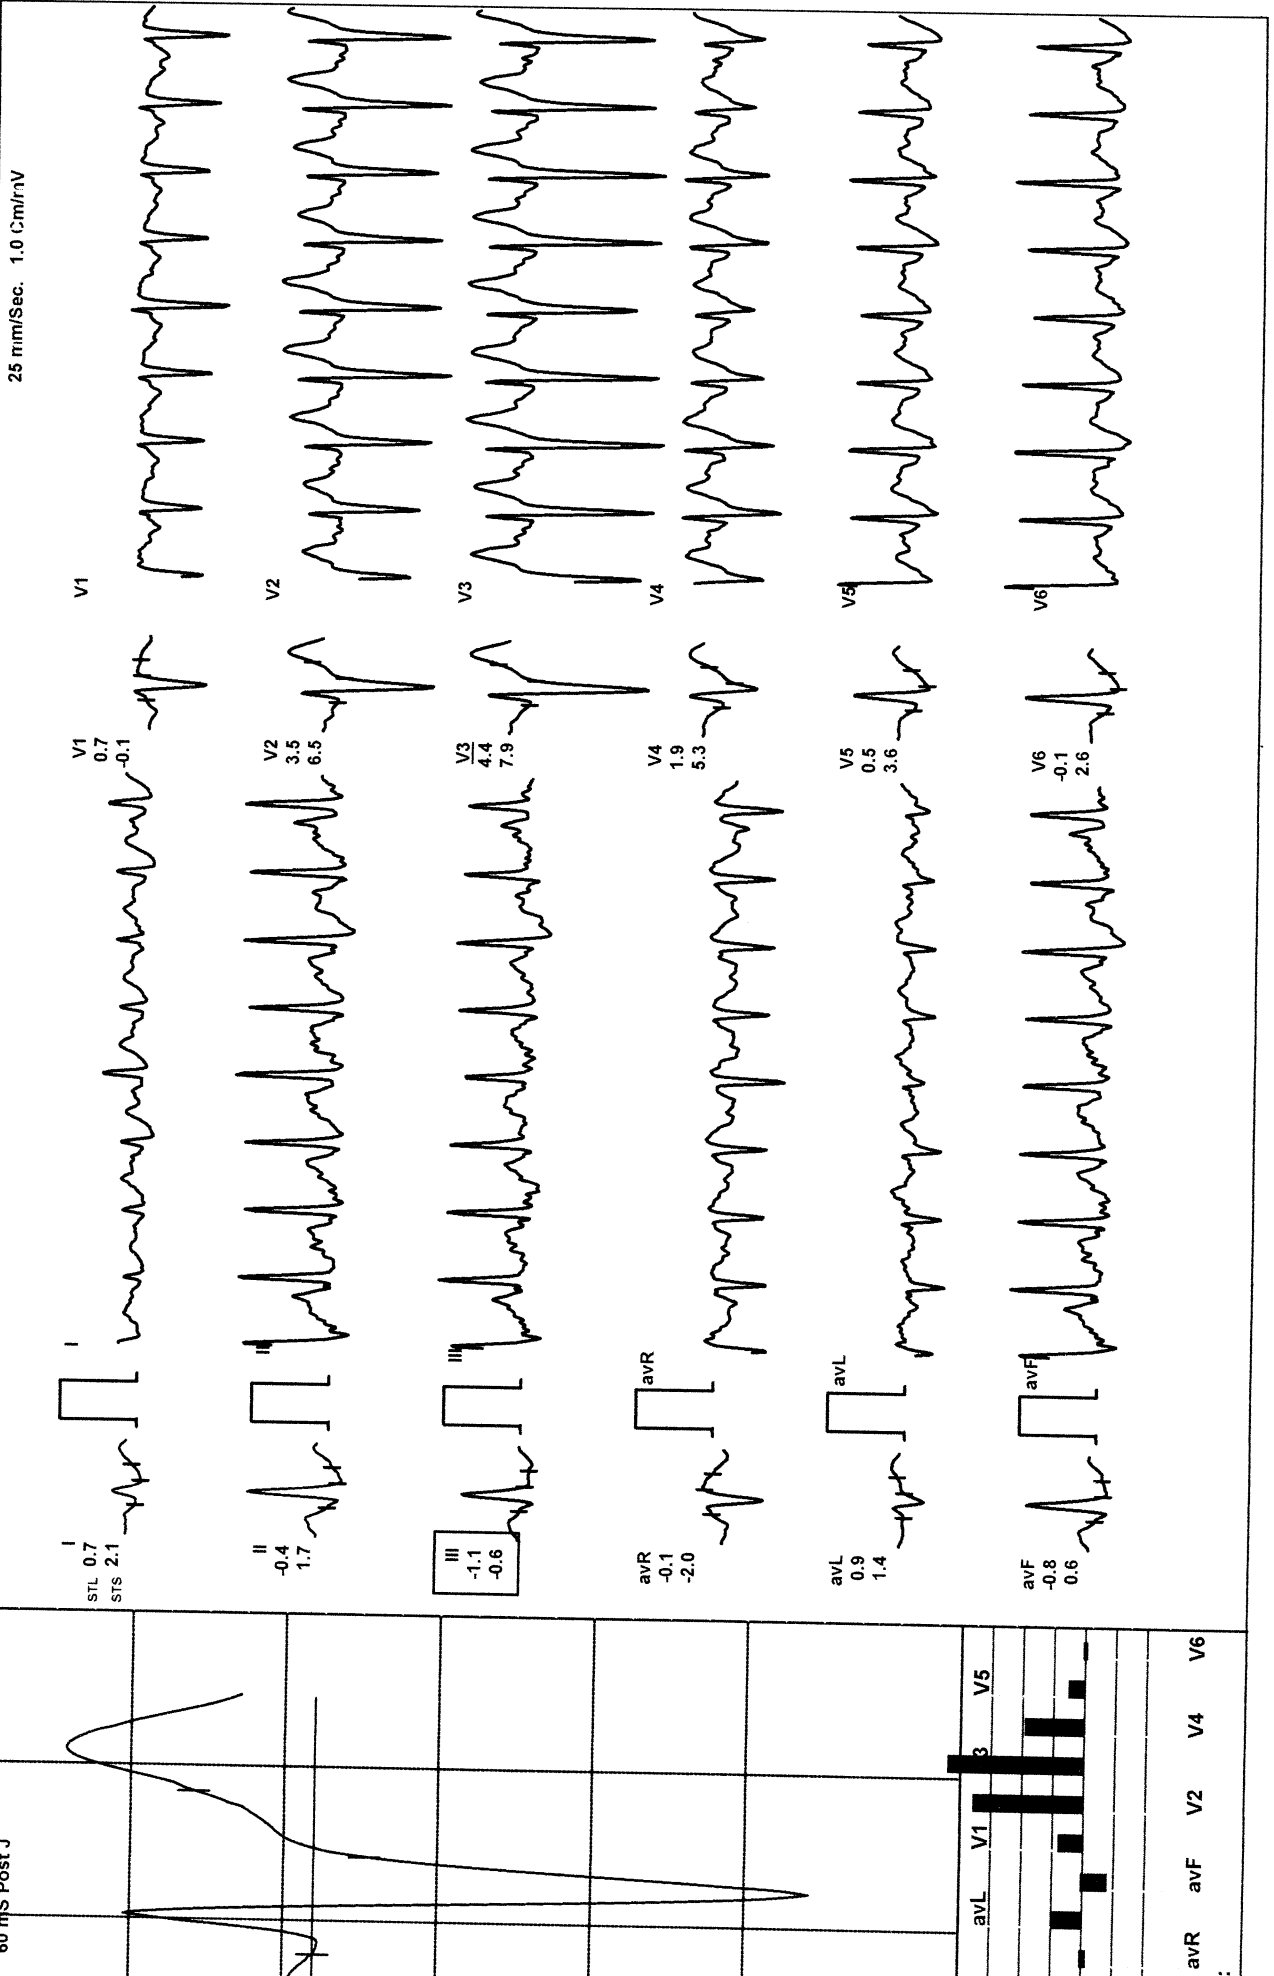 60 mS Post J
25 mm/Sec. 1.0 Cm/mV
I
STL 0.7
STS 2.1
I
V1
0.7
-0.1
V1
II
-0.4
1.7
II
V2
3.5
6.5
V2
III
-1.1
-0.6
III
V3
4.4
7.9
V3
avR
-0.1
-2.0
avR
V4
1.9
5.3
V4
avL
0.9
1.4
avL
V5
0.5
3.6
V5
avF
-0.8
0.6
avF
V6
-0.1
2.6
V6
avL V1 3 V5
avR avF V2 V4 V6
: